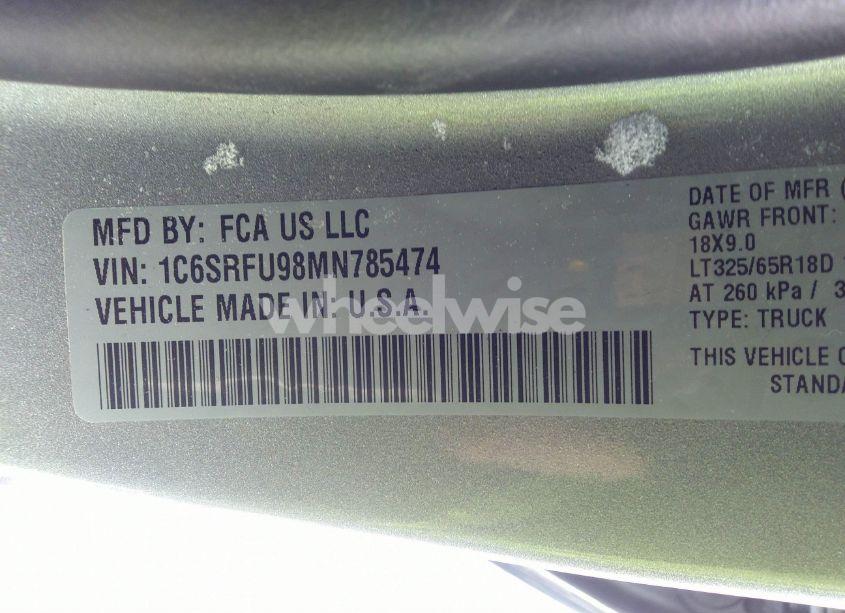 MFD BY: FCA US LLC
VIN: 1C6SRFU98MN785474
VEHICLE MADE IN: U.S.A.
DATE OF MFR (
GAWR FRONT:
18X9.0
LT325/65R18D
AT 260 kPa / 3
TYPE: TRUCK
THIS VEHICLE
STANDA
wheelwise